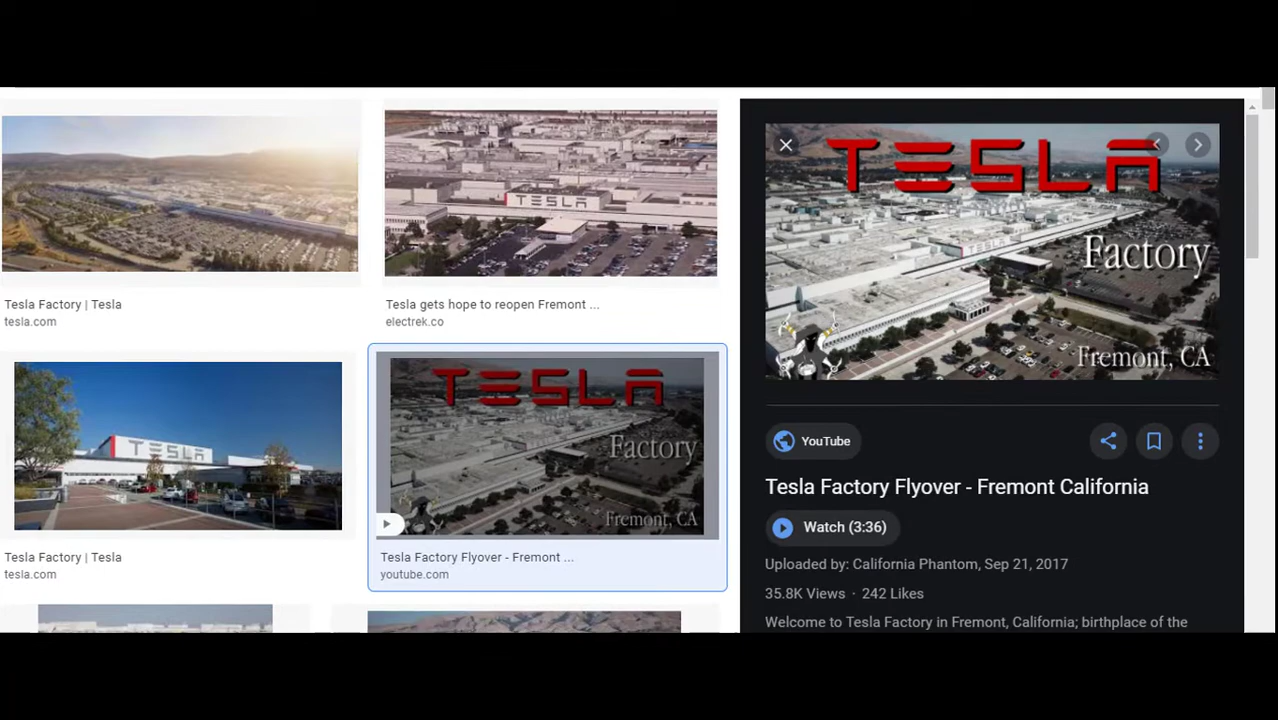 TESLA
TESLA
Factory
Fremont, CA
Tesla Factory | Tesla
tesla.com
Tesla gets hope to reopen Fremont ...
electrek.co
TESLA
TESLA
Factory
Fremont, CA
Tesla Factory | Tesla
tesla.com
Tesla Factory Flyover - Fremont ...
youtube.com
YouTube
Tesla Factory Flyover - Fremont California
Watch (3:36)
Uploaded by: California Phantom, Sep 21, 2017
35.8K Views · 242 Likes
Welcome to Tesla Factory in Fremont, California; birthplace of the